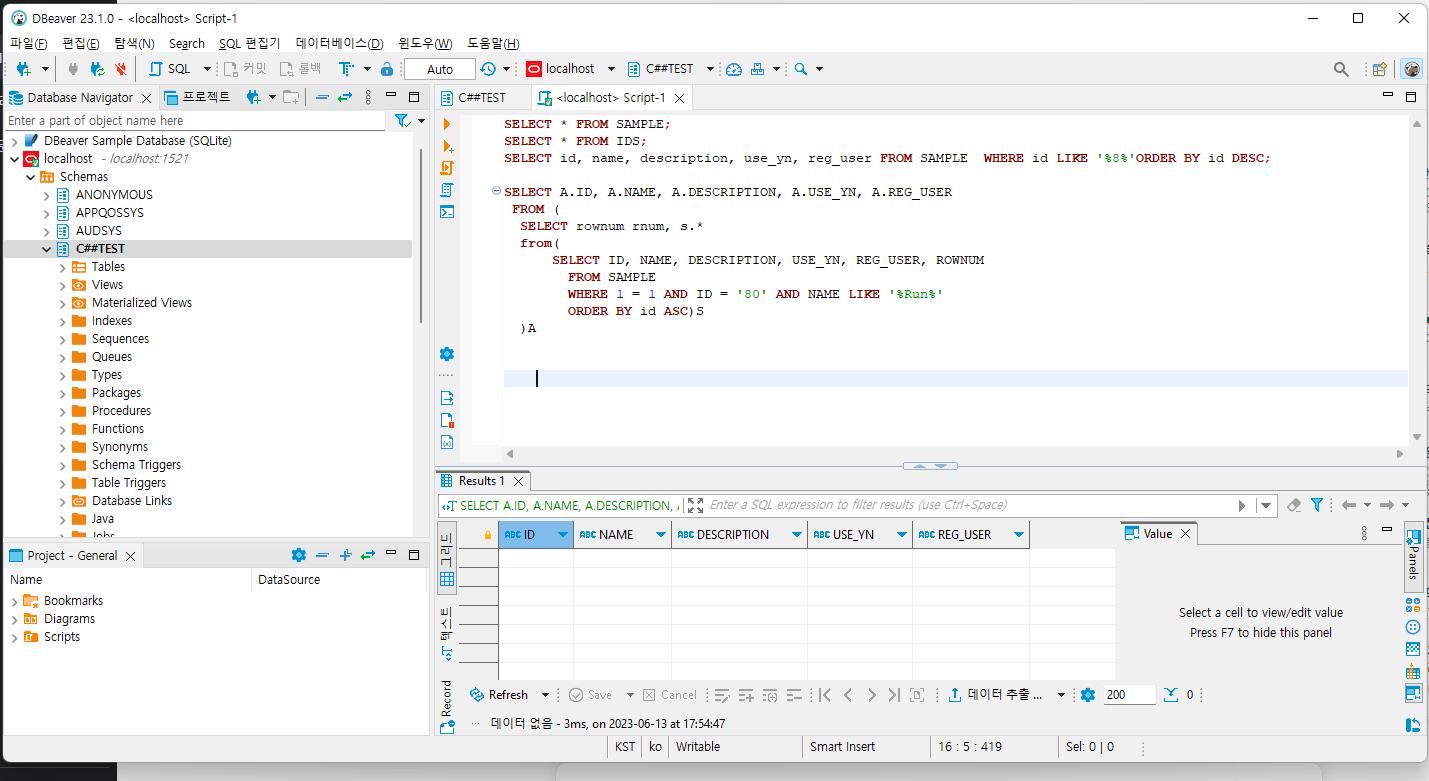 DBeaver 23.1.0 - <localhost> Script-1
파일(F) 편집(E) 탐색(N) Search SQL 편집기 데이터베이스(D) 윈도우(W) 도움말(H)
SQL 커밋 롤백 Auto localhost C##TEST
Database Navigator 프로젝트
Enter a part of object name here
DBeaver Sample Database (SQLite)
localhost - localhost:1521
Schemas
ANONYMOUS
APPQOSSYS
AUDSYS
C##TEST
Tables
Views
Materialized Views
Indexes
Sequences
Queues
Types
Packages
Procedures
Functions
Synonyms
Schema Triggers
Table Triggers
Database Links
Java
Jobs
Project - General
Name DataSource
Bookmarks
Diagrams
Scripts
C##TEST <localhost> Script-1
SELECT * FROM SAMPLE;
SELECT * FROM IDS;
SELECT id, name, description, use_yn, reg_user FROM SAMPLE  WHERE id LIKE '%8%'ORDER BY id DESC;
SELECT A.ID, A.NAME, A.DESCRIPTION, A.USE_YN, A.REG_USER
FROM (
SELECT rownum rnum, s.*
from(
SELECT ID, NAME, DESCRIPTION, USE_YN, REG_USER, ROWNUM
FROM SAMPLE
WHERE 1 = 1 AND ID = '80' AND NAME LIKE '%Run%'
ORDER BY id ASC)S
)A
Results 1
SELECT A.ID, A.NAME, A.DESCRIPTION, Enter a SQL expression to filter results (use Ctrl+Space)
그리드
텍스트
Record
ABC ID ABC NAME ABC DESCRIPTION ABC USE_YN ABC REG_USER
Value
Select a cell to view/edit value
Press F7 to hide this panel
Panels
Refresh Save Cancel 데이터 추출 ... 200 0
데이터 없음 - 3ms, on 2023-06-13 at 17:54:47
KST ko Writable Smart Insert 16 : 5 : 419 Sel: 0 | 0